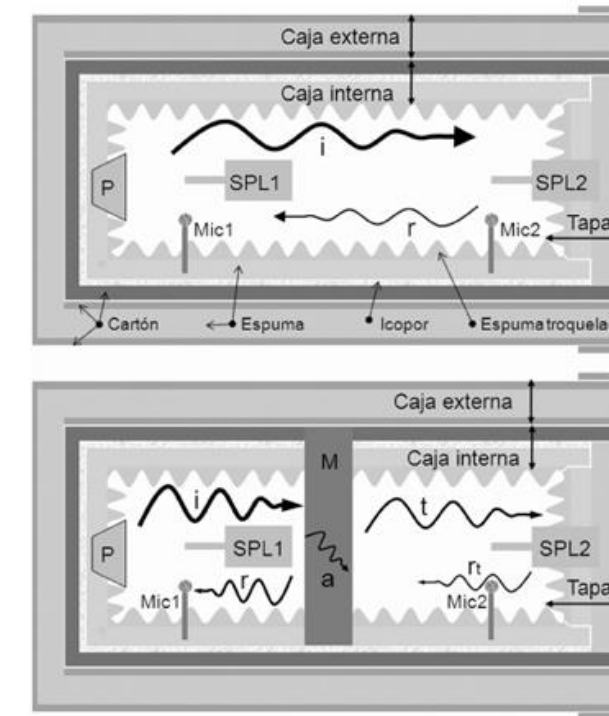 Caja externa
Caja interna
i
P
SPL1
SPL2
Mic1
r
Mic2
Tapa
Cartón
Espuma
Icopor
Espuma troquela
Caja externa
M
Caja interna
i
t
P
SPL1
SPL2
a
r
rt
Mic1
Mic2
Tapa